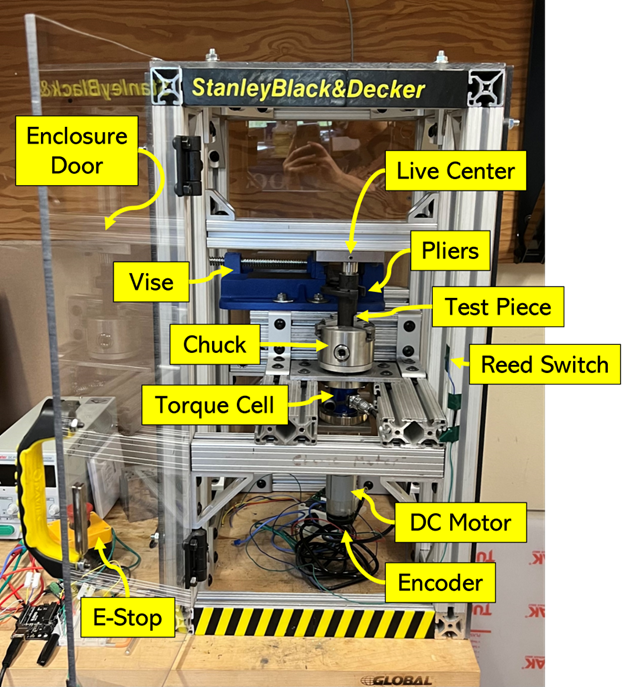 StanleyBlack&Decker
StanleyBlack&
Enclosure
Door
Live Center
Pliers
Vise
Test Piece
Chuck
Reed Switch
Torque Cell
DC Motor
Encoder
E-Stop
GLOBAL